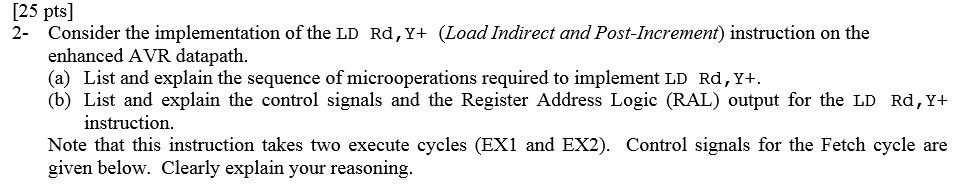 [25 pts]
2- Consider the implementation of the LD Rd,Y+ (Load Indirect and Post-Increment) instruction on the
enhanced AVR datapath.
(a) List and explain the sequence of microoperations required to implement LD Rd,Y+.
(b) List and explain the control signals and the Register Address Logic (RAL) output for the LD Rd,Y+
instruction.
Note that this instruction takes two execute cycles (EX1 and EX2). Control signals for the Fetch cycle are
given below. Clearly explain your reasoning.